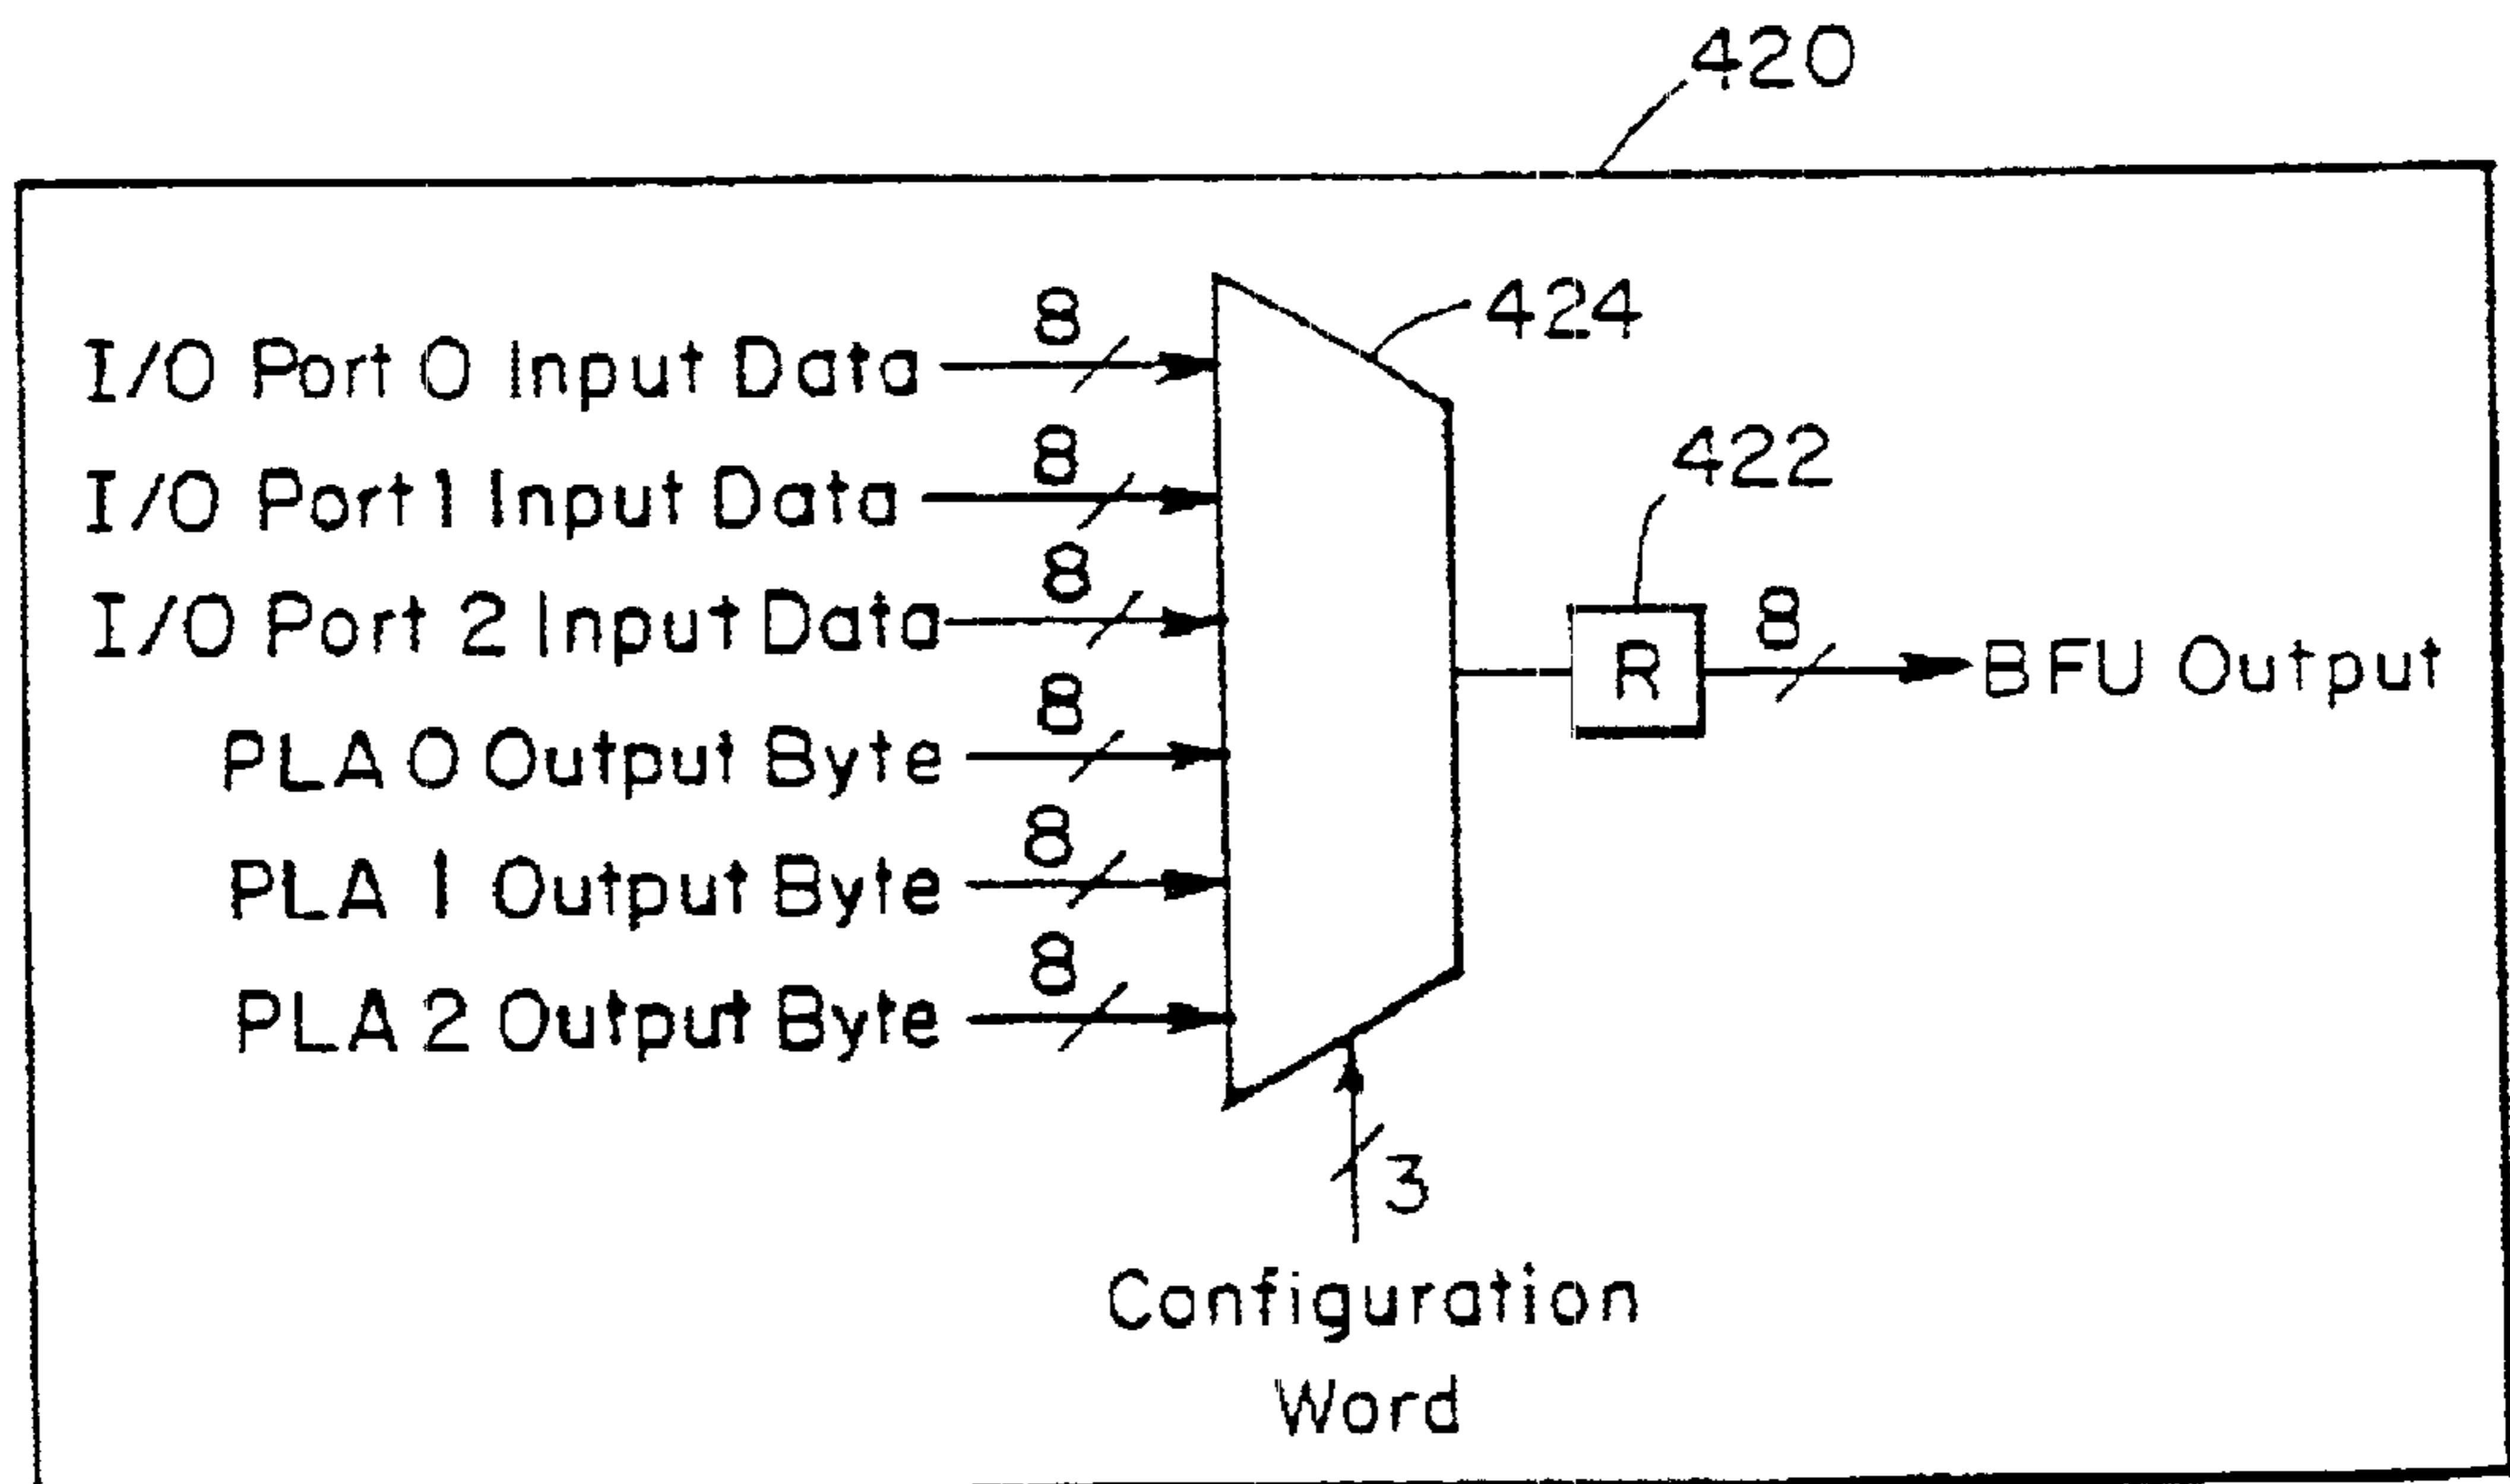 420
424
I/O Port 0 Input Data
8
I/O Port 1 Input Data
8
422
I/O Port 2 Input Data
8
R
8
BFU Output
PLA 0 Output Byte
8
PLA 1 Output Byte
8
PLA 2 Output Byte
8
3
Configuration
Word